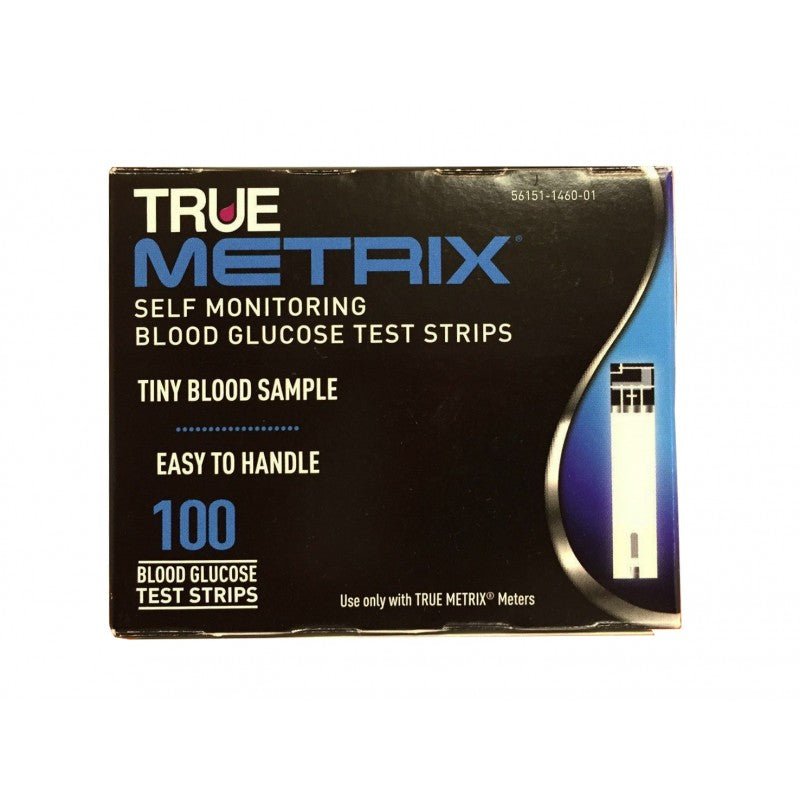 56151-1460-01
TRUE
METRIX®
SELF MONITORING
BLOOD GLUCOSE TEST STRIPS
TINY BLOOD SAMPLE
EASY TO HANDLE
100
BLOOD GLUCOSE
TEST STRIPS
Use only with TRUE METRIX® Meters